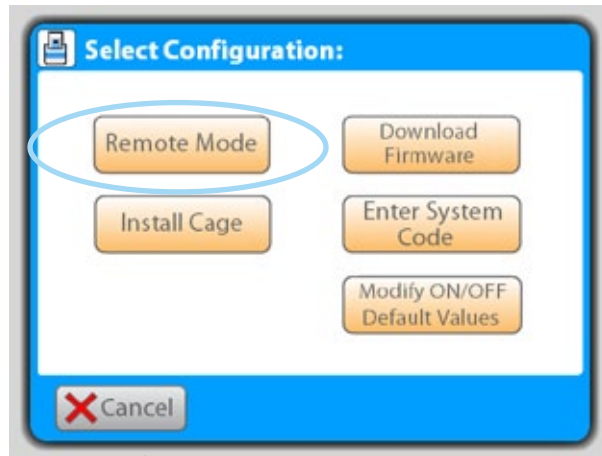 Select Configuration:
Remote Mode
Download
Firmware
Install Cage
Enter System
Code
Modify ON/OFF
Default Values
Cancel